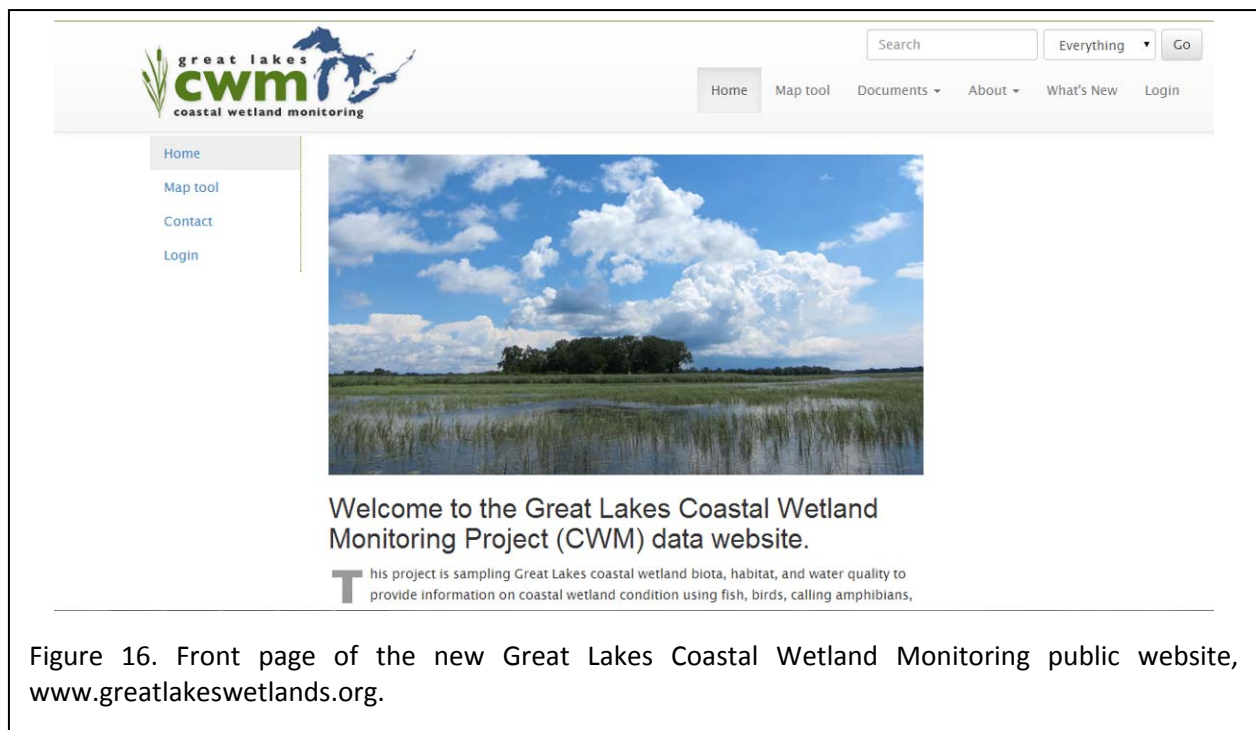 great lakes
cwm
coastal wetland monitoring
Search
Everything
Go
Home
Map tool
Documents
About
What's New
Login
Home
Map tool
Contact
Login
Welcome to the Great Lakes Coastal Wetland
Monitoring Project (CWM) data website.
This project is sampling Great Lakes coastal wetland biota, habitat, and water quality to
provide information on coastal wetland condition using fish, birds, calling amphibians,
Figure 16. Front page of the new Great Lakes Coastal Wetland Monitoring public website,
www.greatlakeswetlands.org.